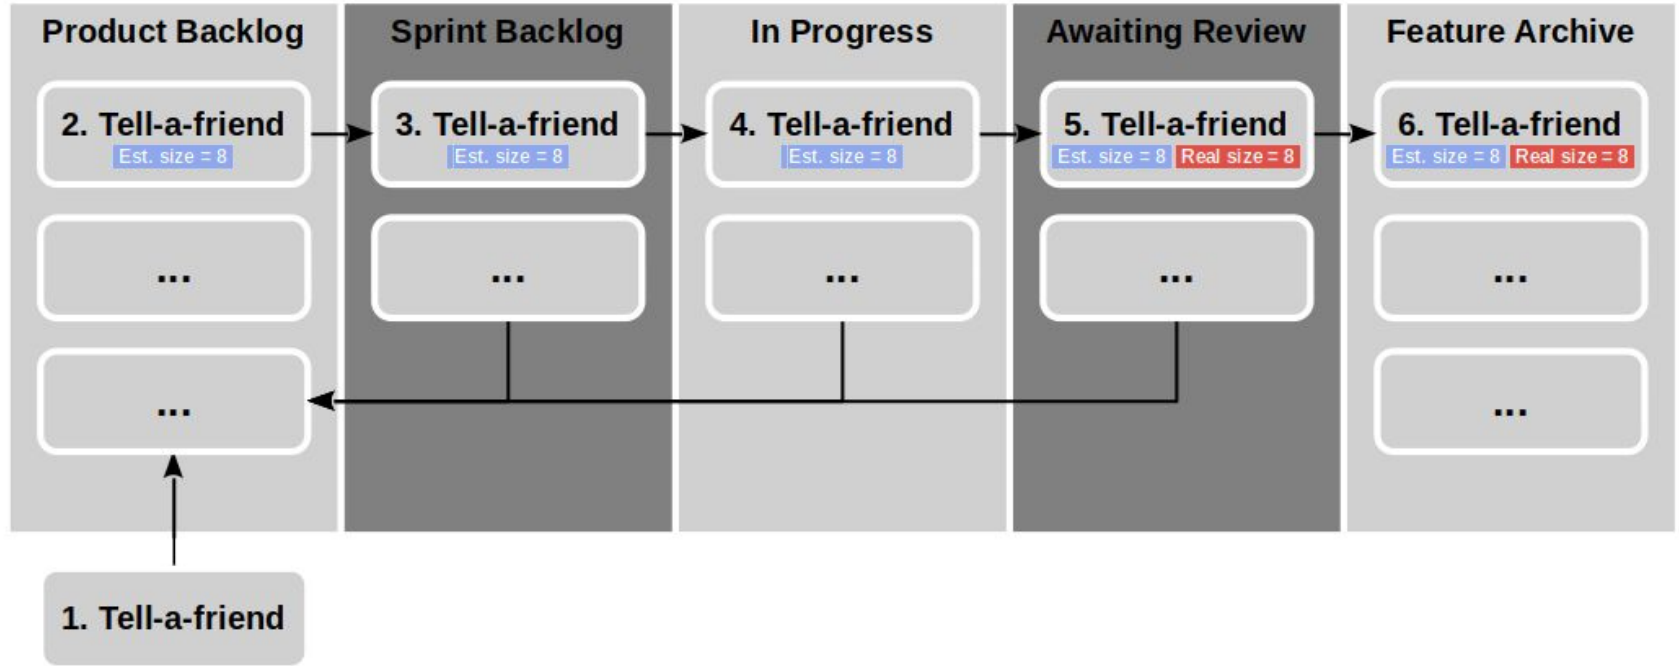 Product Backlog
Sprint Backlog
In Progress
Awaiting Review
Feature Archive
2. Tell-a-friend
Est. size = 8
3. Tell-a-friend
Est. size = 8
4. Tell-a-friend
Est. size = 8
5. Tell-a-friend
Est. size = 8 Real size = 8
6. Tell-a-friend
Est. size = 8 Real size = 8
...
...
...
...
...
...
...
1. Tell-a-friend